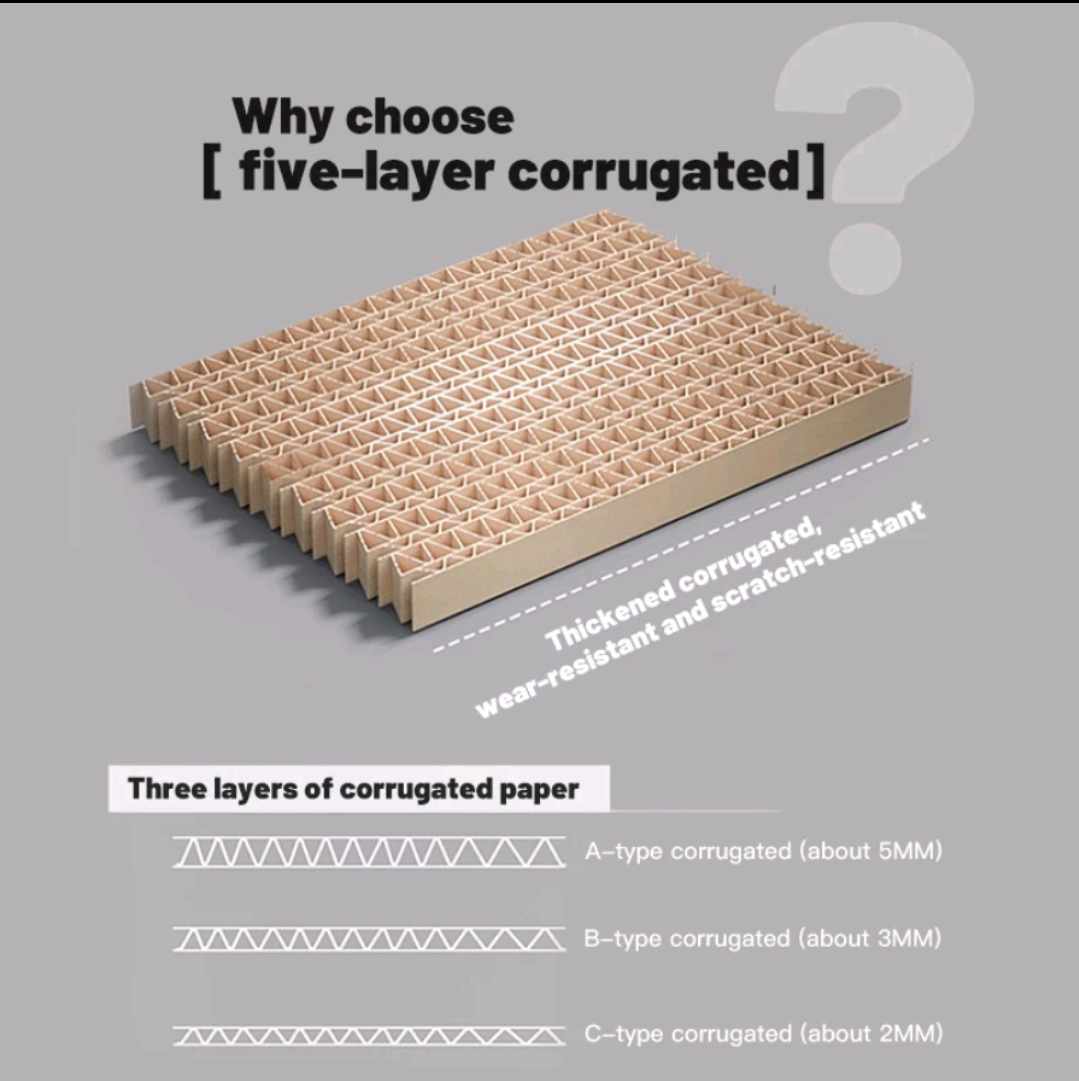 Why choose
[ five-layer corrugated]
?
Thickened corrugated,
wear-resistant and scratch-resistant
Three layers of corrugated paper
A-type corrugated (about 5MM)
B-type corrugated (about 3MM)
C-type corrugated (about 2MM)